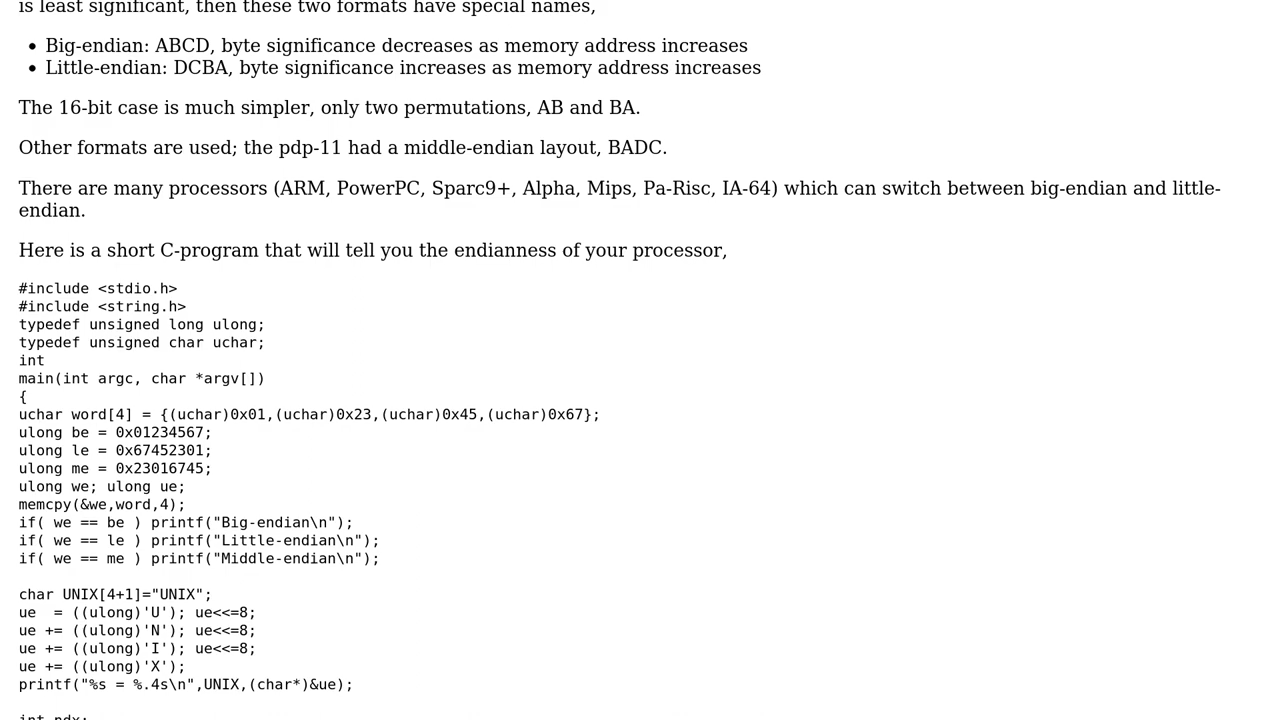 is least significant, then these two formats have special names,
• Big-endian: ABCD, byte significance decreases as memory address increases
• Little-endian: DCBA, byte significance increases as memory address increases
The 16-bit case is much simpler, only two permutations, AB and BA.
Other formats are used; the pdp-11 had a middle-endian layout, BADC.
There are many processors (ARM, PowerPC, Sparc9+, Alpha, Mips, Pa-Risc, IA-64) which can switch between big-endian and little-
endian.
Here is a short C-program that will tell you the endianness of your processor,
#include <stdio.h>
#include <string.h>
typedef unsigned long ulong;
typedef unsigned char uchar;
int
main(int argc, char *argv[])
{
uchar word[4] = {(uchar)0x01,(uchar)0x23,(uchar)0x45,(uchar)0x67};
ulong be = 0x01234567;
ulong le = 0x67452301;
ulong me = 0x23016745;
ulong we; ulong ue;
memcpy(&we,word,4);
if( we == be ) printf("Big-endian\n");
if( we == le ) printf("Little-endian\n");
if( we == me ) printf("Middle-endian\n");
char UNIX[4+1]="UNIX";
ue  = ((ulong)'U'); ue<<=8;
ue += ((ulong)'N'); ue<<=8;
ue += ((ulong)'I'); ue<<=8;
ue += ((ulong)'X');
printf("%s = %.4s\n",UNIX,(char*)&ue);
int ndx;